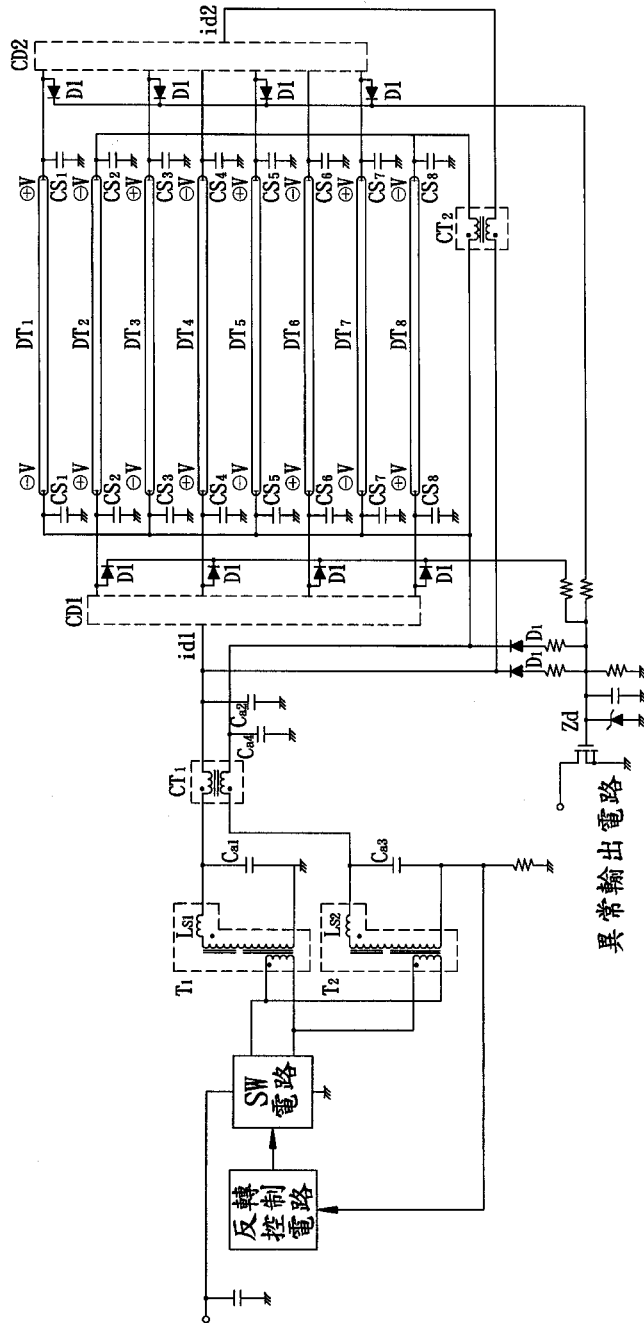 id2
CD2
D1
D1
D1
D1
⊖V DT₁ ⊕V
CS₁ CS₁
⊕V DT₂ ⊖V
CS₂ CS₂
⊖V DT₃ ⊕V
CS₃ CS₃
⊕V DT₄ ⊖V
CS₄ CS₄
⊖V DT₅ ⊕V
CS₅ CS₅
⊕V DT₆ ⊖V
CS₆ CS₆
⊖V DT₇ ⊕V
CS₇ CS₇
⊕V DT₈ ⊖V
CS₈ CS₈
CT₂
D1
D1
D1
D1
CD1
id1
Ca2
Ca4
CT₁
Ca1
Ca3
LS1
LS2
T₁
T₂
SW
電路
反轉
控制
電路
D₁
D₁
Zd
異常輸出電路